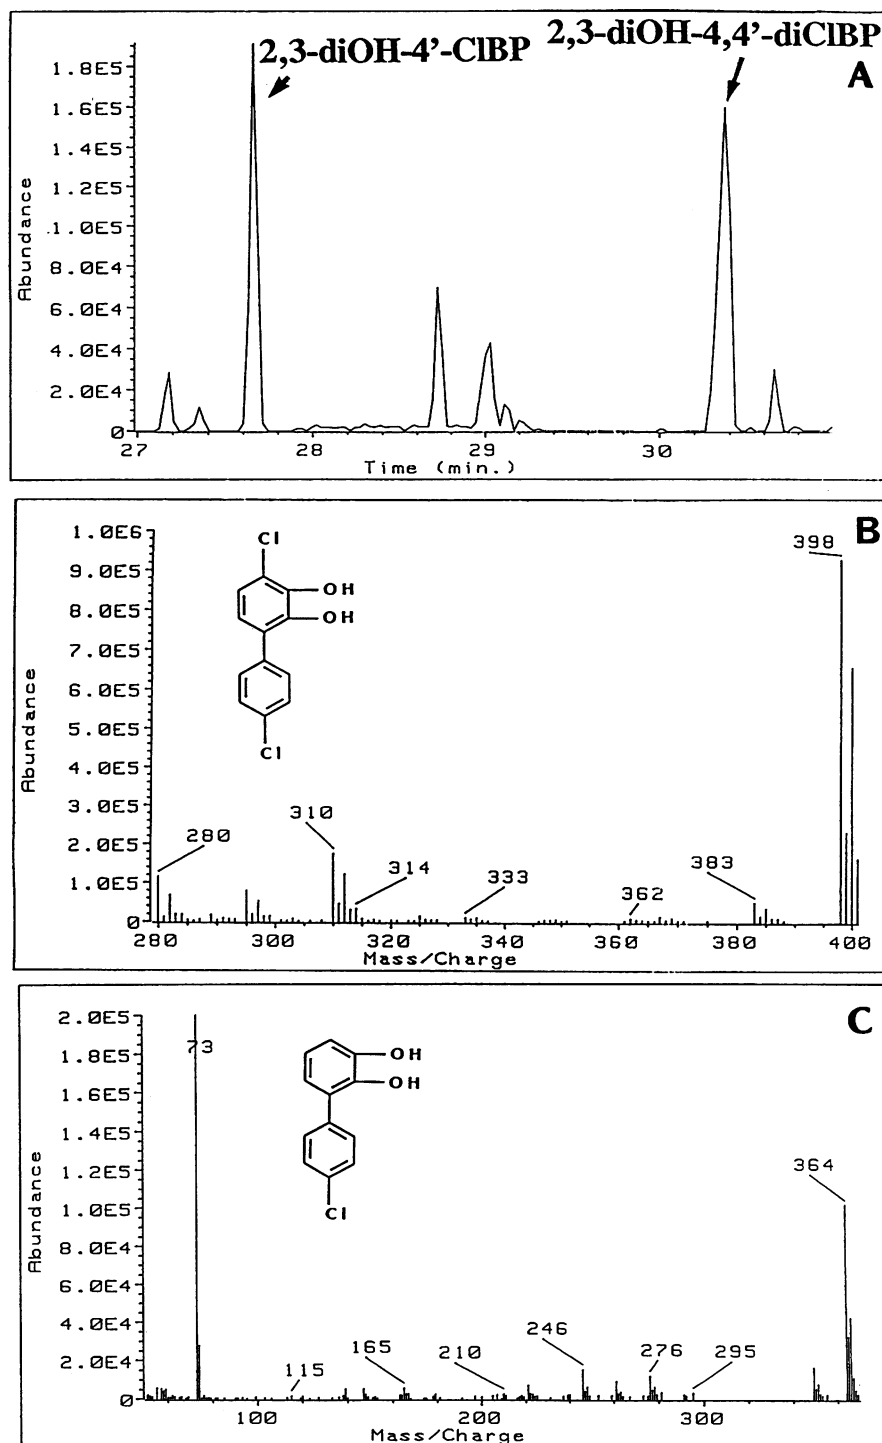 2,3-diOH-4'-ClBP 2,3-diOH-4,4'-diClBP
A
1.8E5
1.6E5
1.4E5
1.2E5
1.0E5
8.0E4
6.0E4
4.0E4
2.0E4
0
Abundance
27 28 29 30
Time (min.)
B
1.0E6
9.0E5
8.0E5
7.0E5
6.0E5
5.0E5
4.0E5
3.0E5
2.0E5
1.0E5
0
Abundance
Cl
OH
OH
Cl
398
280
310
314
333
362
383
280 300 320 340 360 380 400
Mass/Charge
C
2.0E5
1.8E5
1.6E5
1.4E5
1.2E5
1.0E5
8.0E4
6.0E4
4.0E4
2.0E4
0
Abundance
73
OH
OH
Cl
364
115
165
210
246
276
295
100 200 300
Mass/Charge